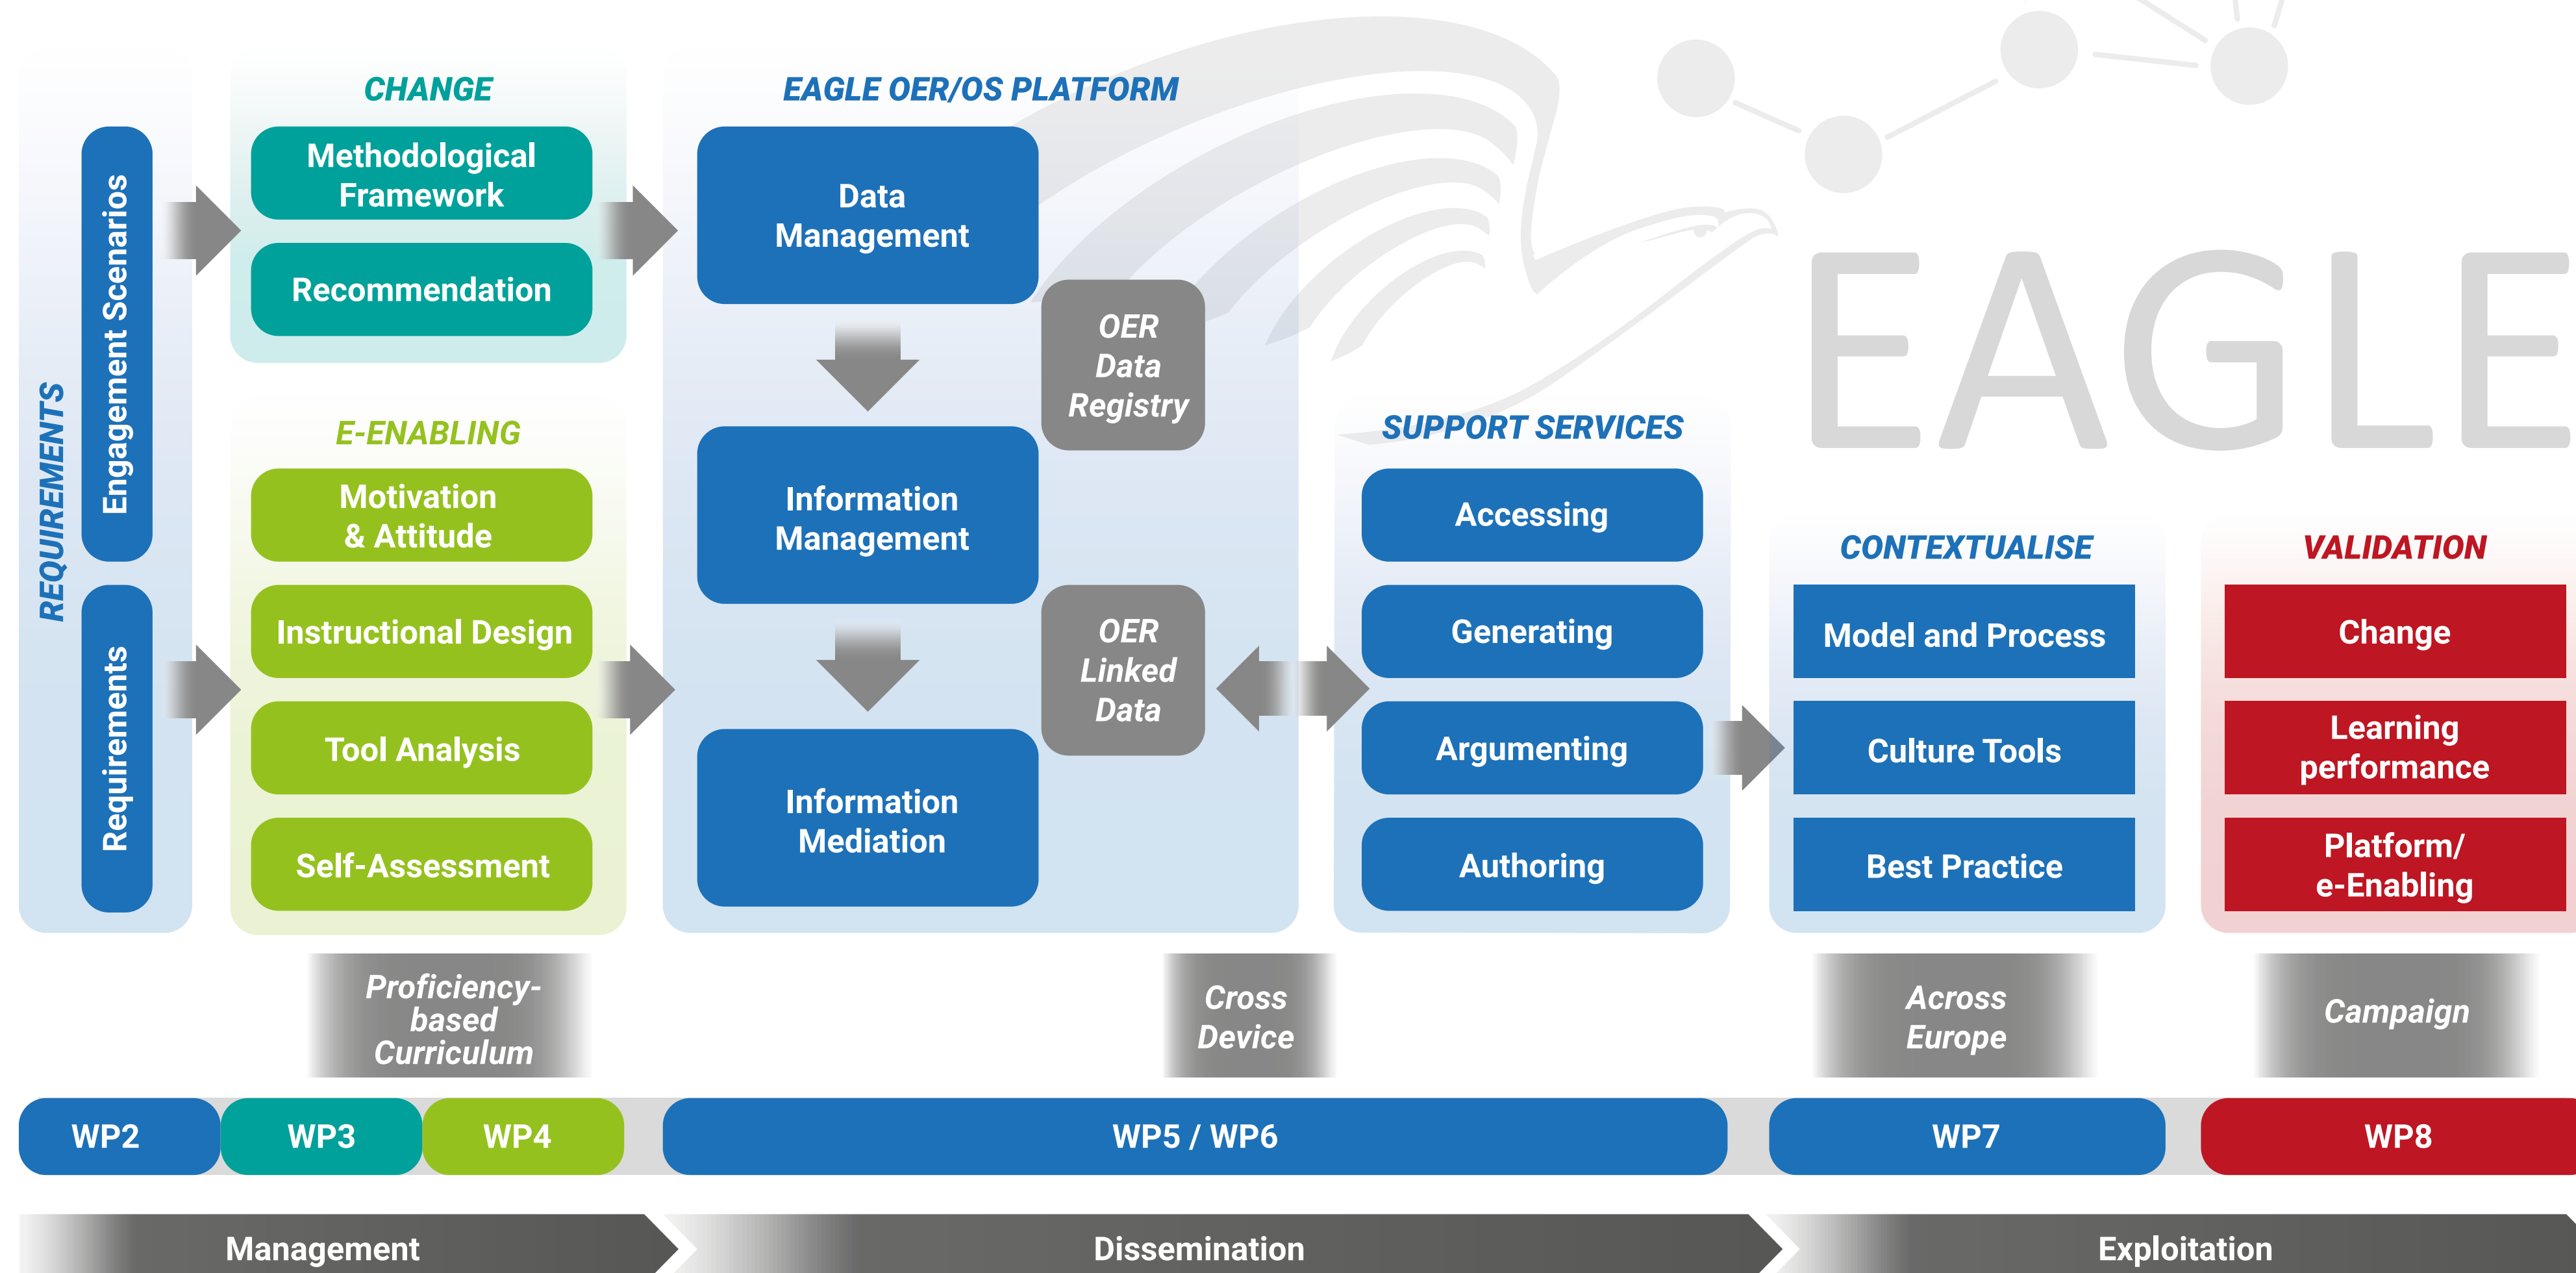 REQUIREMENTS
Engagement Scenarios
Requirements
CHANGE
Methodological
Framework
Recommendation
E-ENABLING
Motivation
& Attitude
Instructional Design
Tool Analysis
Self-Assessment
EAGLE OER/OS PLATFORM
Data
Management
Information
Management
Information
Mediation
OER
Data
Registry
OER
Linked
Data
SUPPORT SERVICES
Accessing
Generating
Argumenting
Authoring
EAGLE
CONTEXTUALISE
Model and Process
Culture Tools
Best Practice
VALIDATION
Change
Learning
performance
Platform/
e-Enabling
Proficiency-
based
Curriculum
Cross
Device
Across
Europe
Campaign
WP2
WP3
WP4
WP5 / WP6
WP7
WP8
Management
Dissemination
Exploitation